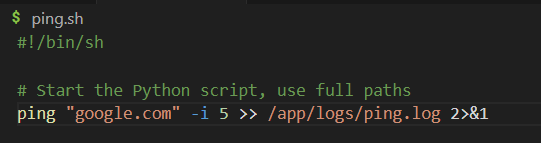 $ ping.sh
#!/bin/sh
# Start the Python script, use full paths
ping "google.com" -i 5 >> /app/logs/ping.log 2>&1